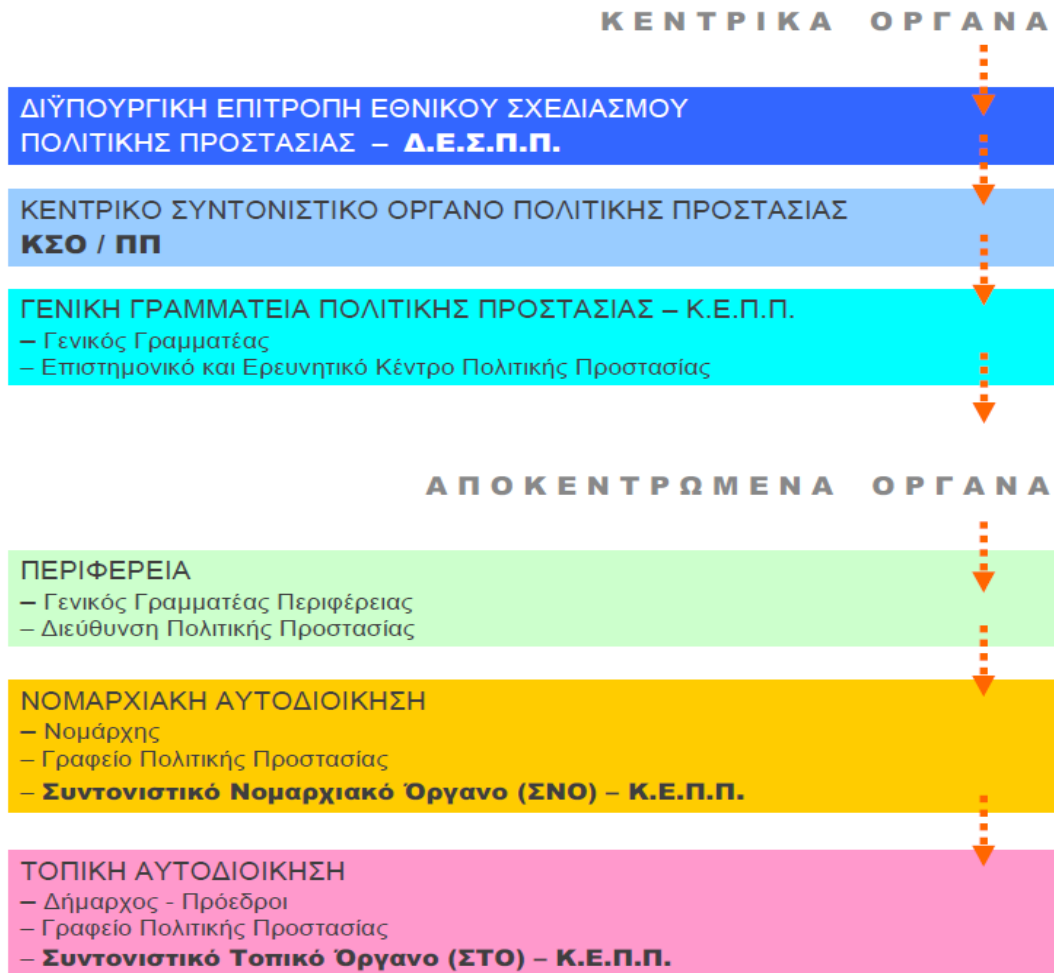 ΚΕΝΤΡΙΚΑ ΟΡΓΑΝΑ
ΔΙΫΠΟΥΡΓΙΚΗ ΕΠΙΤΡΟΠΗ ΕΘΝΙΚΟΥ ΣΧΕΔΙΑΣΜΟΥ
ΠΟΛΙΤΙΚΗΣ ΠΡΟΣΤΑΣΙΑΣ – Δ.Ε.Σ.Π.Π.
ΚΕΝΤΡΙΚΟ ΣΥΝΤΟΝΙΣΤΙΚΟ ΟΡΓΑΝΟ ΠΟΛΙΤΙΚΗΣ ΠΡΟΣΤΑΣΙΑΣ
ΚΣΟ / ΠΠ
ΓΕΝΙΚΗ ΓΡΑΜΜΑΤΕΙΑ ΠΟΛΙΤΙΚΗΣ ΠΡΟΣΤΑΣΙΑΣ – Κ.Ε.Π.Π.
– Γενικός Γραμματέας
– Επιστημονικό και Ερευνητικό Κέντρο Πολιτικής Προστασίας
ΑΠΟΚΕΝΤΡΩΜΕΝΑ ΟΡΓΑΝΑ
ΠΕΡΙΦΕΡΕΙΑ
– Γενικός Γραμματέας Περιφέρειας
– Διεύθυνση Πολιτικής Προστασίας
ΝΟΜΑΡΧΙΑΚΗ ΑΥΤΟΔΙΟΙΚΗΣΗ
– Νομάρχης
– Γραφείο Πολιτικής Προστασίας
– Συντονιστικό Νομαρχιακό Όργανο (ΣΝΟ) – Κ.Ε.Π.Π.
ΤΟΠΙΚΗ ΑΥΤΟΔΙΟΙΚΗΣΗ
– Δήμαρχος - Πρόεδροι
– Γραφείο Πολιτικής Προστασίας
– Συντονιστικό Τοπικό Όργανο (ΣΤΟ) – Κ.Ε.Π.Π.